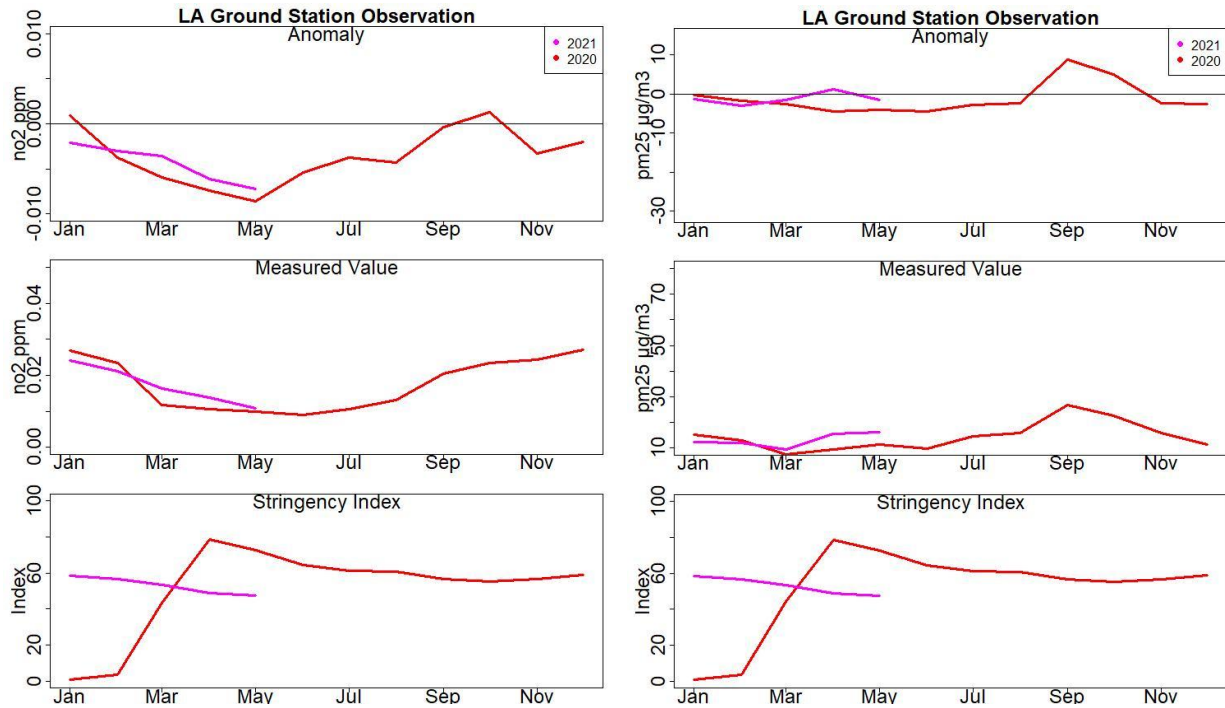 LA Ground Station Observation
Anomaly
2021
2020
no2 ppm
0.010
0.000
-0.010
Jan Mar May Jul Sep Nov
Measured Value
no2 ppm
0.04
0.02
0.00
Jan Mar May Jul Sep Nov
Stringency Index
Index
100
60
20
0
Jan Mar May Jul Sep Nov
LA Ground Station Observation
Anomaly
2021
2020
pm25 µg/m3
10
0
-10
-30
Jan Mar May Jul Sep Nov
Measured Value
pm25 µg/m3
70
50
30
10
Jan Mar May Jul Sep Nov
Stringency Index
Index
100
60
20
0
Jan Mar May Jul Sep Nov